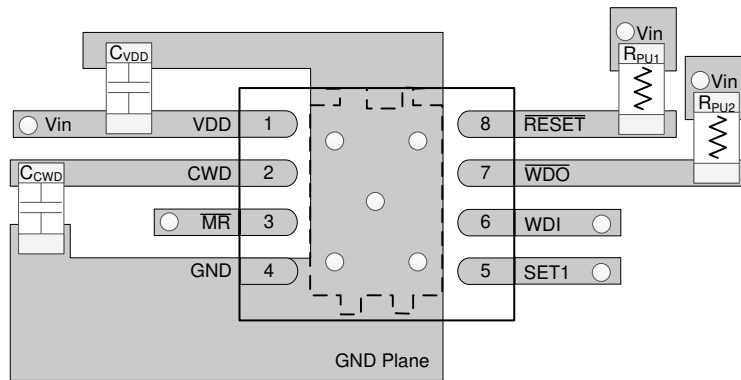 Vin
CVDD
RPU1
Vin
RPU2
Vin
VDD
1
8
RESET
CWD
2
7
WDO
CCWD
MR
3
6
WDI
GND
4
5
SET1
GND Plane